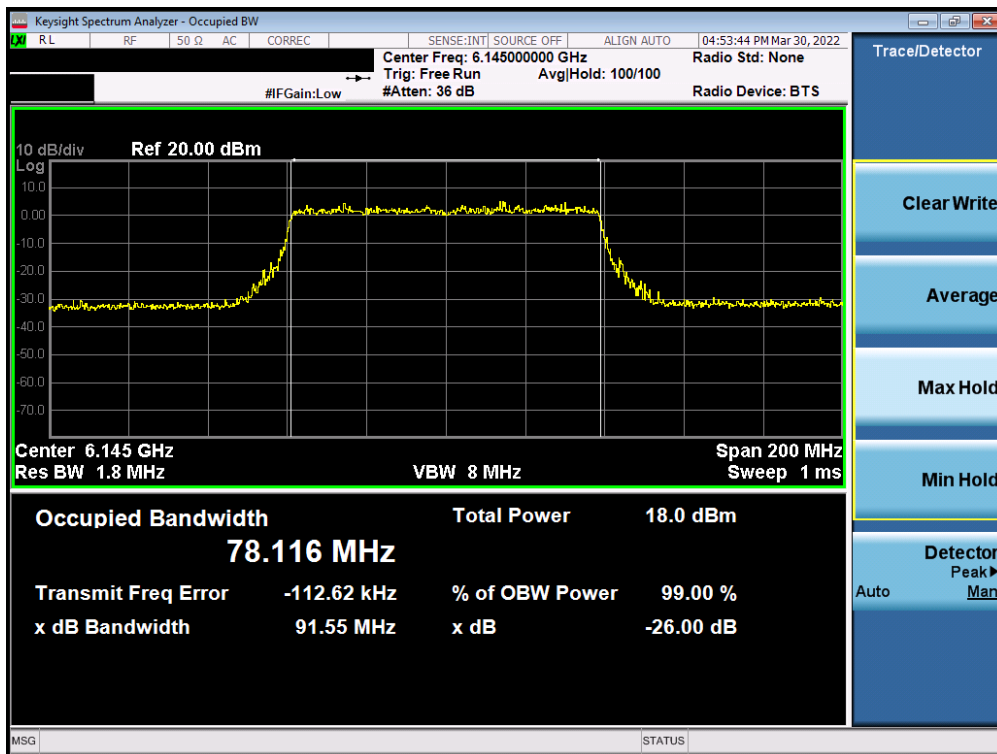 Keysight Spectrum Analyzer - Occupied BW
LXI RL RF 50 Ω AC CORREC SENSE:INT SOURCE OFF ALIGN AUTO 04:53:44 PM Mar 30, 2022
Center Freq: 6.145000000 GHz Radio Std: None
Trig: Free Run Avg|Hold: 100/100
#IFGain:Low #Atten: 36 dB Radio Device: BTS
Trace/Detector
10 dB/div Ref 20.00 dBm
Log
10.0
0.00
-10.0
-20.0
-30.0
-40.0
-50.0
-60.0
-70.0
Center 6.145 GHz Span 200 MHz
Res BW 1.8 MHz VBW 8 MHz Sweep 1 ms
Clear Write
Average
Max Hold
Min Hold
Detector
Peak▶
Auto Man
Occupied Bandwidth Total Power 18.0 dBm
78.116 MHz
Transmit Freq Error -112.62 kHz % of OBW Power 99.00 %
x dB Bandwidth 91.55 MHz x dB -26.00 dB
MSG STATUS